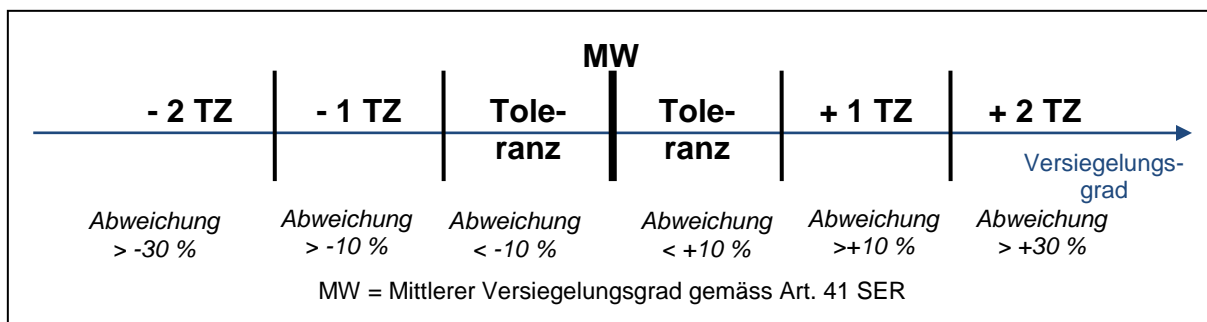 MW
- 2 TZ - 1 TZ Tole- Tole- + 1 TZ + 2 TZ
ranz ranz
Versiegelungs-
grad
Abweichung Abweichung Abweichung Abweichung Abweichung Abweichung
> -30 % > -10 % < -10 % < +10 % >+10 % > +30 %
MW = Mittlerer Versiegelungsgrad gemäss Art. 41 SER